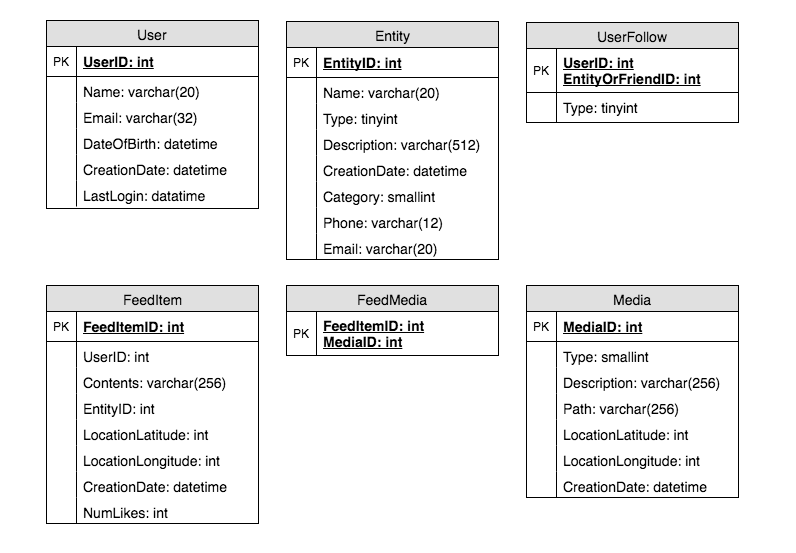 User
PK
UserID: int
Name: varchar(20)
Email: varchar(32)
DateOfBirth: datetime
CreationDate: datetime
LastLogin: datatime
Entity
PK
EntityID: int
Name: varchar(20)
Type: tinyint
Description: varchar(512)
CreationDate: datetime
Category: smallint
Phone: varchar(12)
Email: varchar(20)
UserFollow
PK
UserID: int
EntityOrFriendID: int
Type: tinyint
FeedItem
PK
FeedItemID: int
UserID: int
Contents: varchar(256)
EntityID: int
LocationLatitude: int
LocationLongitude: int
CreationDate: datetime
NumLikes: int
FeedMedia
PK
FeedItemID: int
MediaID: int
Media
PK
MediaID: int
Type: smallint
Description: varchar(256)
Path: varchar(256)
LocationLatitude: int
LocationLongitude: int
CreationDate: datetime